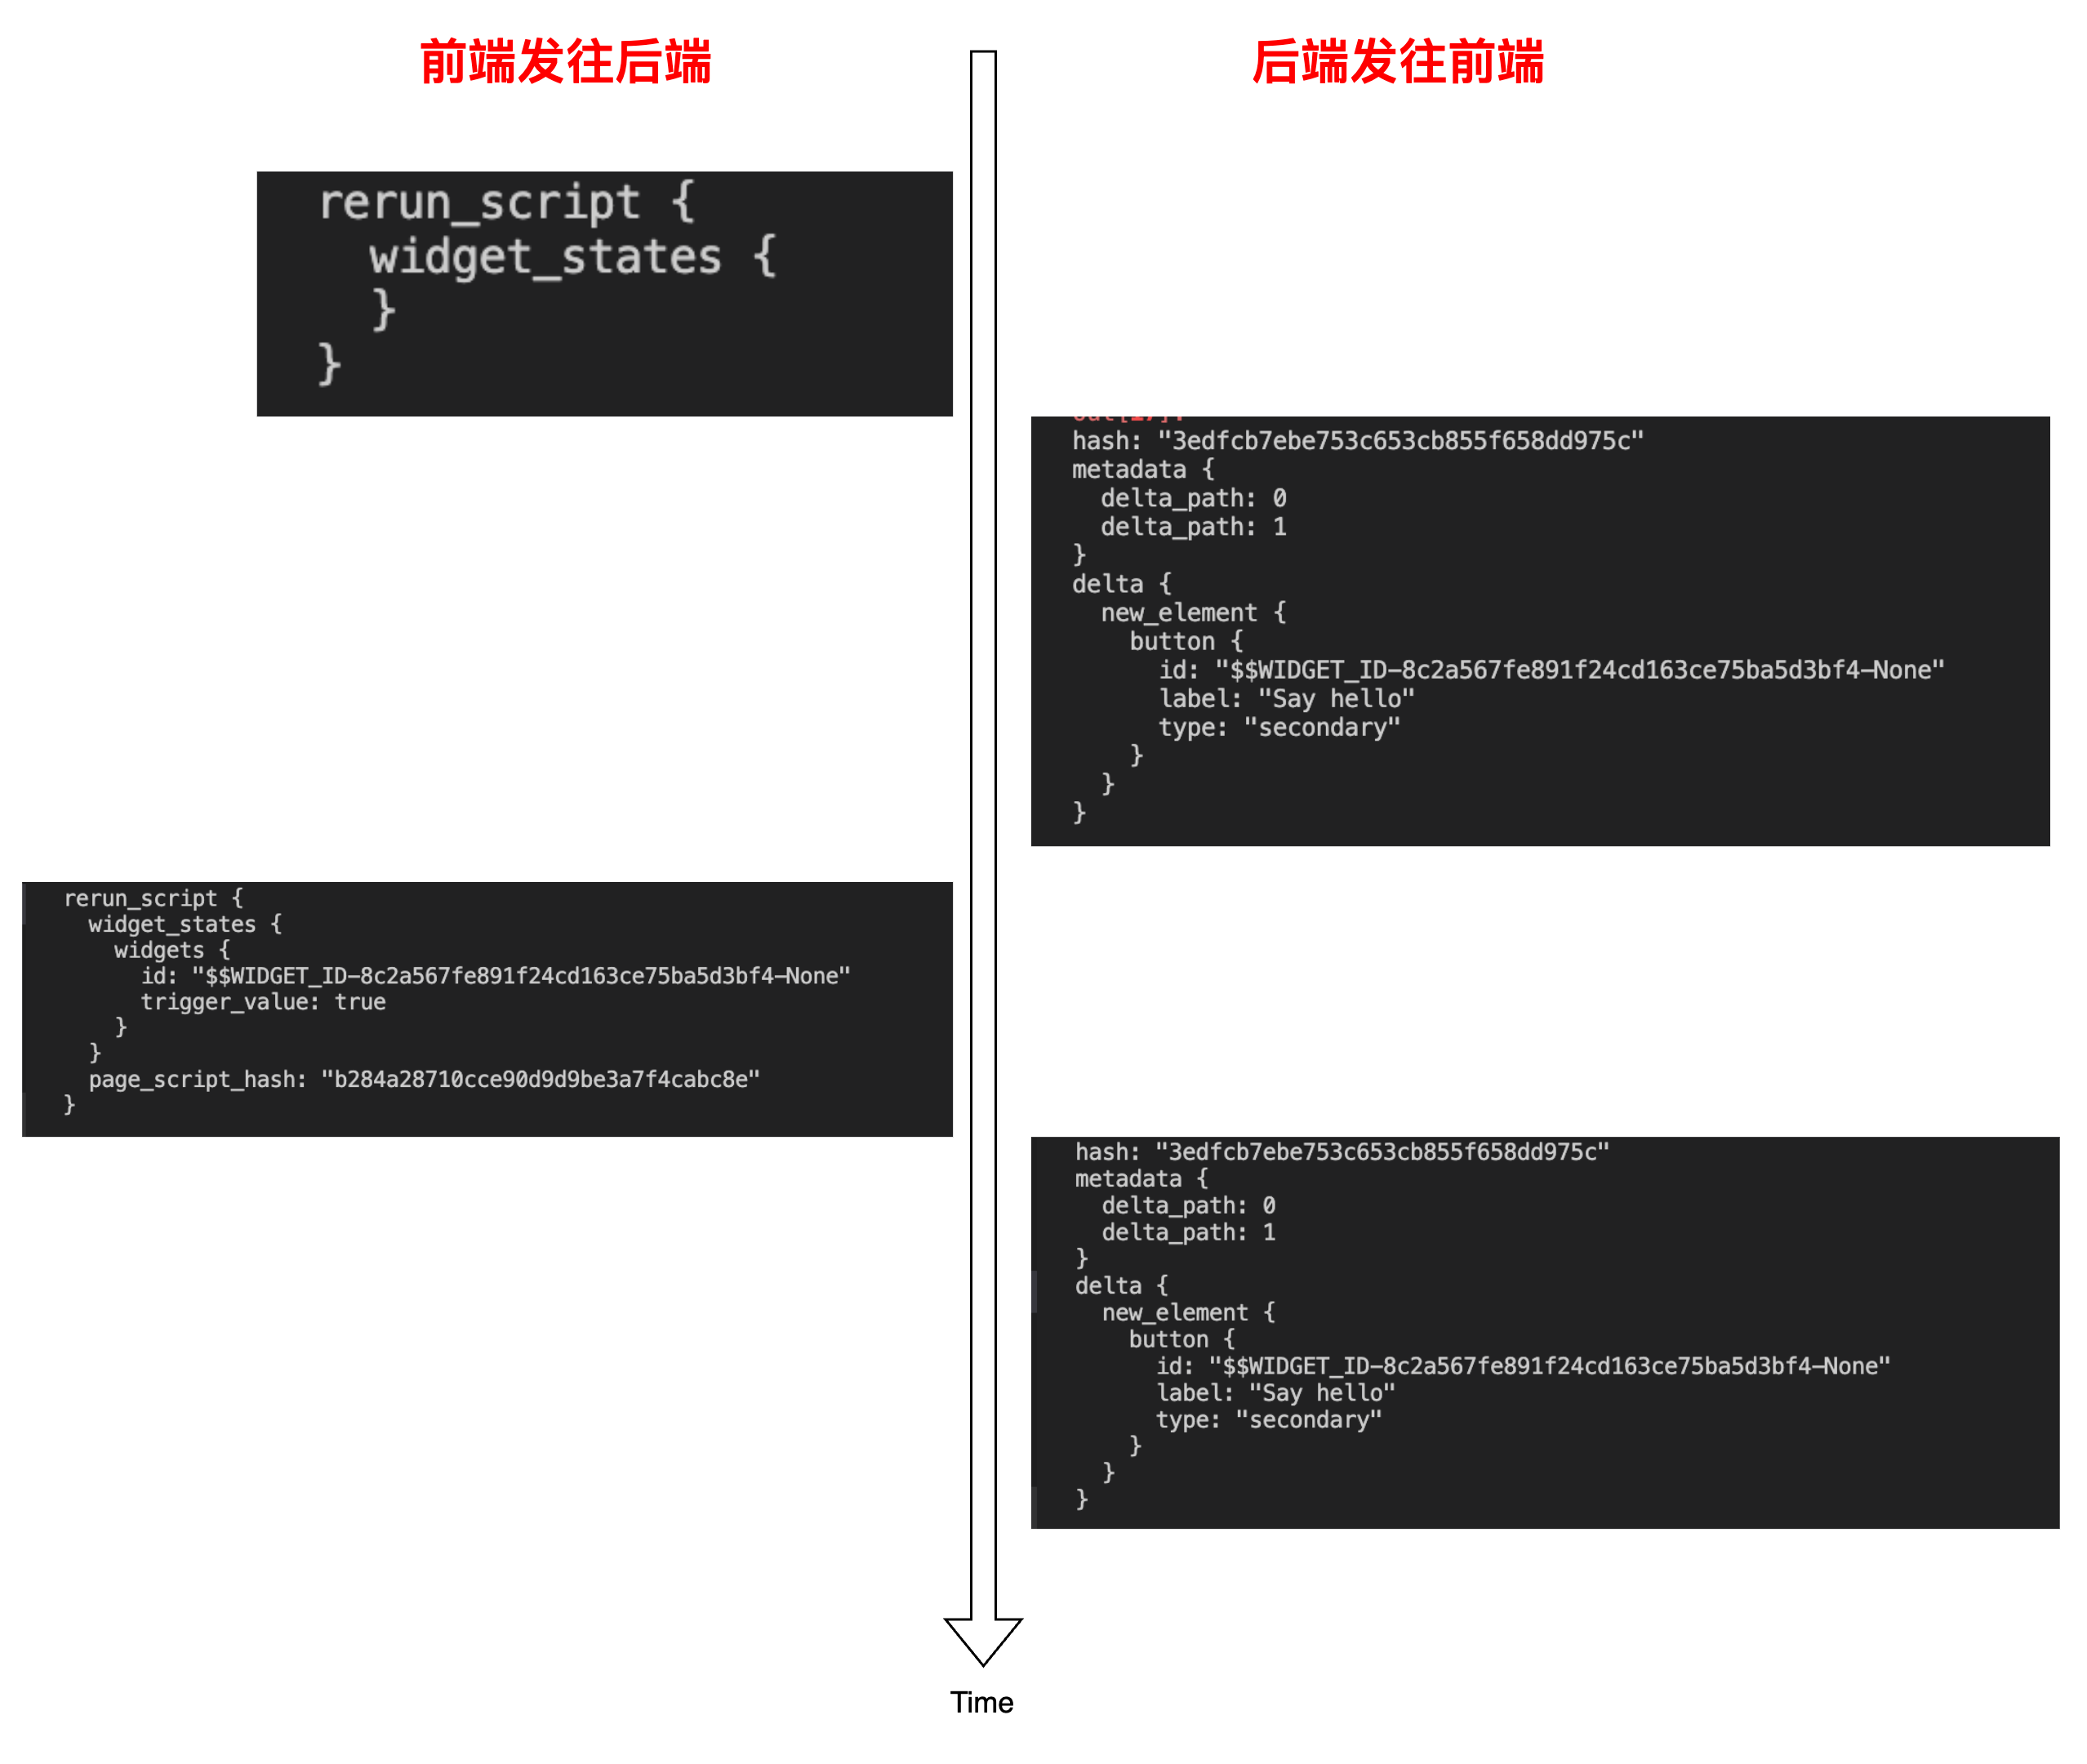 前端发往后端
后端发往前端
rerun_script {
widget_states {
}
}
hash: "3edfcb7ebe753c653cb855f658dd975c"
metadata {
delta_path: 0
delta_path: 1
}
delta {
new_element {
button {
id: "$$WIDGET_ID-8c2a567fe891f24cd163ce75ba5d3bf4-None"
label: "Say hello"
type: "secondary"
}
}
}
rerun_script {
widget_states {
widgets {
id: "$$WIDGET_ID-8c2a567fe891f24cd163ce75ba5d3bf4-None"
trigger_value: true
}
}
page_script_hash: "b284a28710cce90d9d9be3a7f4cabc8e"
}
hash: "3edfcb7ebe753c653cb855f658dd975c"
metadata {
delta_path: 0
delta_path: 1
}
delta {
new_element {
button {
id: "$$WIDGET_ID-8c2a567fe891f24cd163ce75ba5d3bf4-None"
label: "Say hello"
type: "secondary"
}
}
}
Time